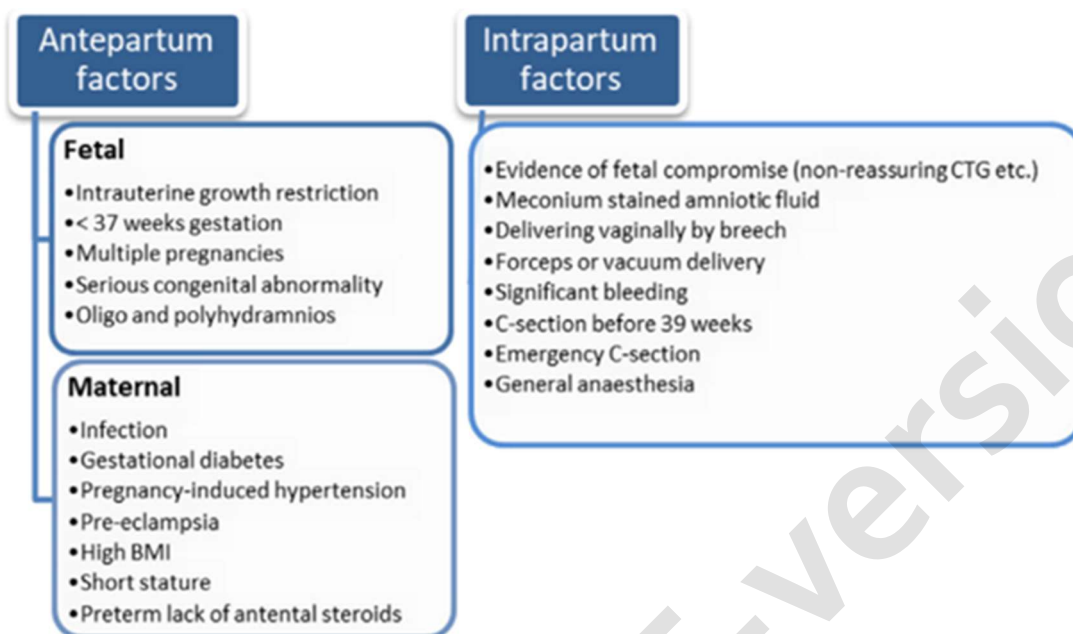 Antepartum
factors
Fetal
•Intrauterine growth restriction
•< 37 weeks gestation
•Multiple pregnancies
•Serious congenital abnormality
•Oligo and polyhydramnios
Maternal
•Infection
•Gestational diabetes
•Pregnancy-induced hypertension
•Pre-eclampsia
•High BMI
•Short stature
•Preterm lack of antental steroids
Intrapartum
factors
•Evidence of fetal compromise (non-reassuring CTG etc.)
•Meconium stained amniotic fluid
•Delivering vaginally by breech
•Forceps or vacuum delivery
•Significant bleeding
•C-section before 39 weeks
•Emergency C-section
•General anaesthesia